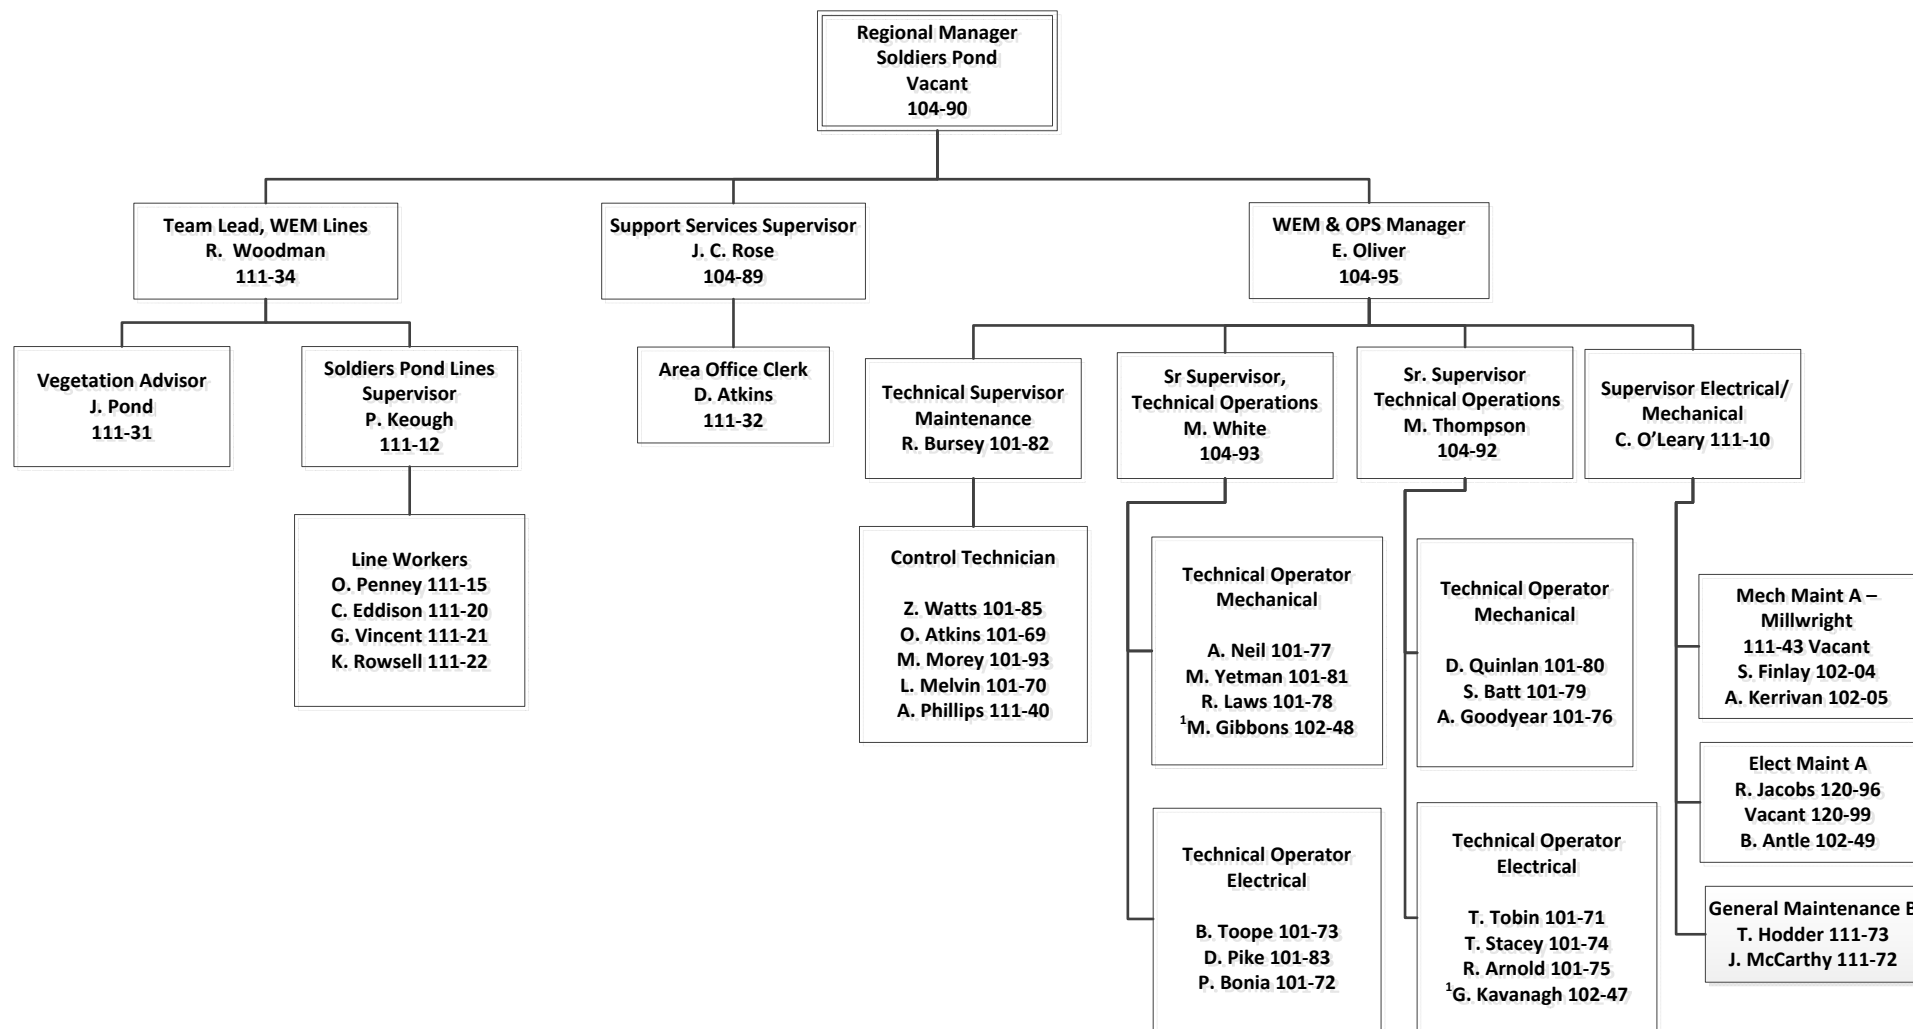 Regional Manager
Soldiers Pond
Vacant
104-90
Team Lead, WEM Lines
R. Woodman
111-34
Support Services Supervisor
J. C. Rose
104-89
WEM & OPS Manager
E. Oliver
104-95
Vegetation Advisor
J. Pond
111-31
Soldiers Pond Lines
Supervisor
P. Keough
111-12
Area Office Clerk
D. Atkins
111-32
Technical Supervisor
Maintenance
R. Bursey 101-82
Sr Supervisor,
Technical Operations
M. White
104-93
Sr. Supervisor
Technical Operations
M. Thompson
104-92
Supervisor Electrical/
Mechanical
C. O’Leary 111-10
Line Workers
O. Penney 111-15
C. Eddison 111-20
G. Vincent 111-21
K. Rowsell 111-22
Control Technician
Z. Watts 101-85
O. Atkins 101-69
M. Morey 101-93
L. Melvin 101-70
A. Phillips 111-40
Technical Operator
Mechanical
A. Neil 101-77
M. Yetman 101-81
R. Laws 101-78
¹M. Gibbons 102-48
Technical Operator
Mechanical
D. Quinlan 101-80
S. Batt 101-79
A. Goodyear 101-76
Mech Maint A –
Millwright
111-43 Vacant
S. Finlay 102-04
A. Kerrivan 102-05
Elect Maint A
R. Jacobs 120-96
Vacant 120-99
B. Antle 102-49
Technical Operator
Electrical
B. Toope 101-73
D. Pike 101-83
P. Bonia 101-72
Technical Operator
Electrical
T. Tobin 101-71
T. Stacey 101-74
R. Arnold 101-75
¹G. Kavanagh 102-47
General Maintenance B
T. Hodder 111-73
J. McCarthy 111-72